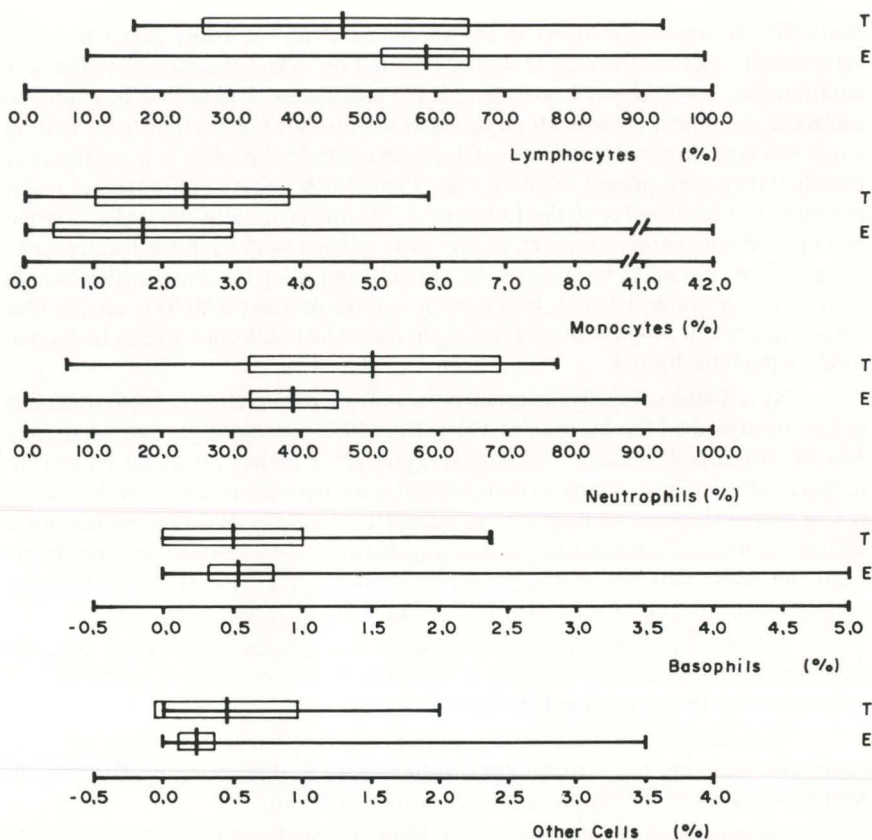 T
E
0.0 10.0 20.0 30.0 40.0 50.0 60.0 70.0 80.0 90.0 100.0
Lymphocytes (%)
T
E
0.0 1.0 2.0 3.0 4.0 5.0 6.0 7.0 8.0 41.0 42.0
Monocytes (%)
T
E
0.0 10.0 20.0 30.0 40.0 50.0 60.0 70.0 80.0 90.0 100.0
Neutrophils (%)
T
E
-0.5 0.0 0.5 1.0 1.5 2.0 2.5 3.0 3.5 4.0 4.5 5.0
Basophils (%)
T
E
-0.5 0.0 0.5 1.0 1.5 2.0 2.5 3.0 3.5 4.0
Other Cells (%)